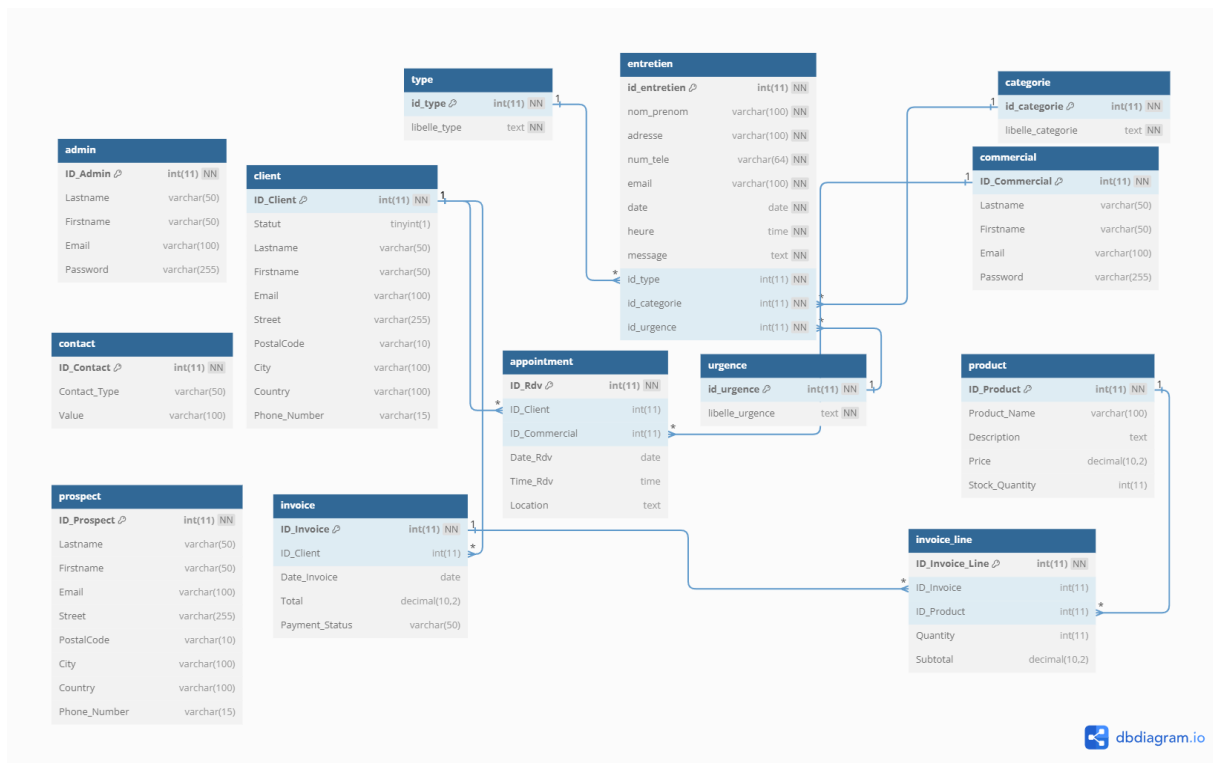 type
id_type int(11) NN
libelle_type text NN
entretien
id_entretien int(11) NN
nom_prenom varchar(100) NN
adresse varchar(100) NN
num_tele varchar(64) NN
email varchar(100) NN
date date NN
heure time NN
message text NN
id_type int(11) NN
id_categorie int(11) NN
id_urgence int(11) NN
categorie
id_categorie int(11) NN
libelle_categorie text NN
commercial
ID_Commercial int(11) NN
Lastname varchar(50)
Firstname varchar(50)
Email varchar(100)
Password varchar(255)
admin
ID_Admin int(11) NN
Lastname varchar(50)
Firstname varchar(50)
Email varchar(100)
Password varchar(255)
client
ID_Client int(11) NN
Statut tinyint(1)
Lastname varchar(50)
Firstname varchar(50)
Email varchar(100)
Street varchar(255)
PostalCode varchar(10)
City varchar(100)
Country varchar(100)
Phone_Number varchar(15)
contact
ID_Contact int(11) NN
Contact_Type varchar(50)
Value varchar(100)
appointment
ID_Rdv int(11) NN
ID_Client int(11)
ID_Commercial int(11)
Date_Rdv date
Time_Rdv time
Location text
urgence
id_urgence int(11) NN
libelle_urgence text NN
product
ID_Product int(11) NN
Product_Name varchar(100)
Description text
Price decimal(10,2)
Stock_Quantity int(11)
prospect
ID_Prospect int(11) NN
Lastname varchar(50)
Firstname varchar(50)
Email varchar(100)
Street varchar(255)
PostalCode varchar(10)
City varchar(100)
Country varchar(100)
Phone_Number varchar(15)
invoice
ID_Invoice int(11) NN
ID_Client int(11)
Date_Invoice date
Total decimal(10,2)
Payment_Status varchar(50)
invoice_line
ID_Invoice_Line int(11) NN
ID_Invoice int(11)
ID_Product int(11)
Quantity int(11)
Subtotal decimal(10,2)
1
*
1
*
1
*
1
*
1
*
*
1
*
1
*
dbdiagram.io